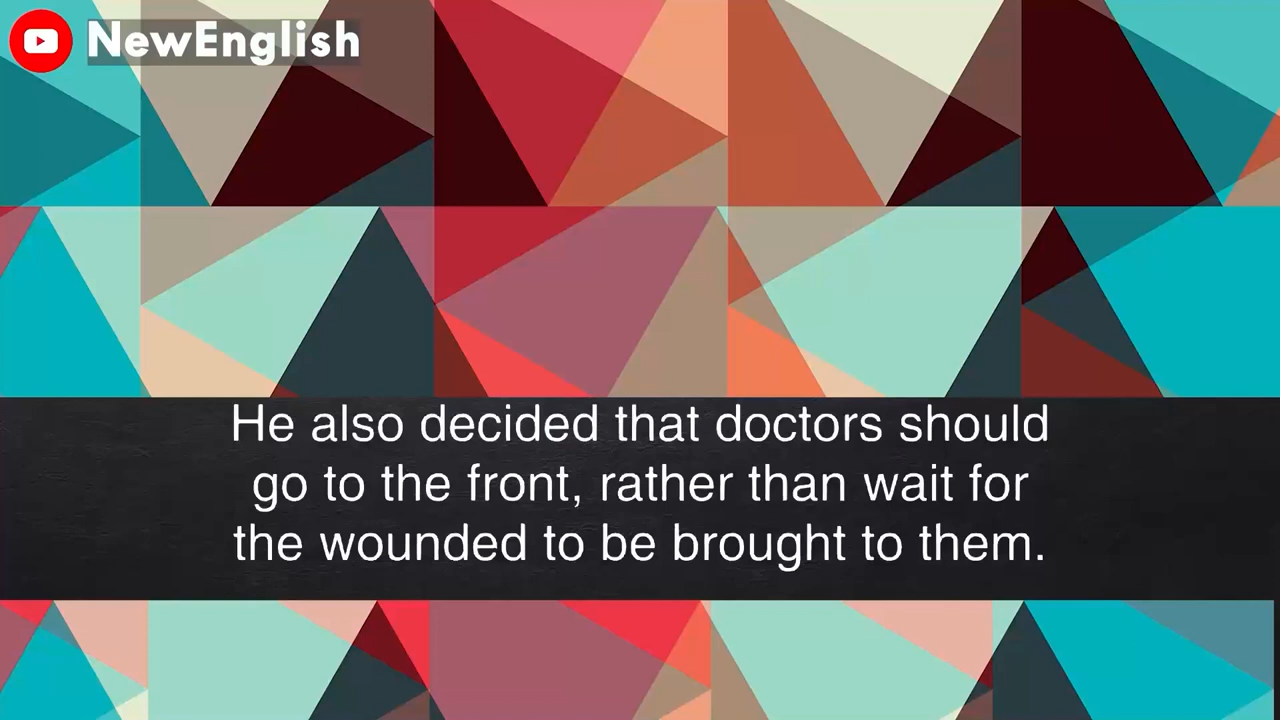 NewEnglish
He also decided that doctors should
go to the front, rather than wait for
the wounded to be brought to them.